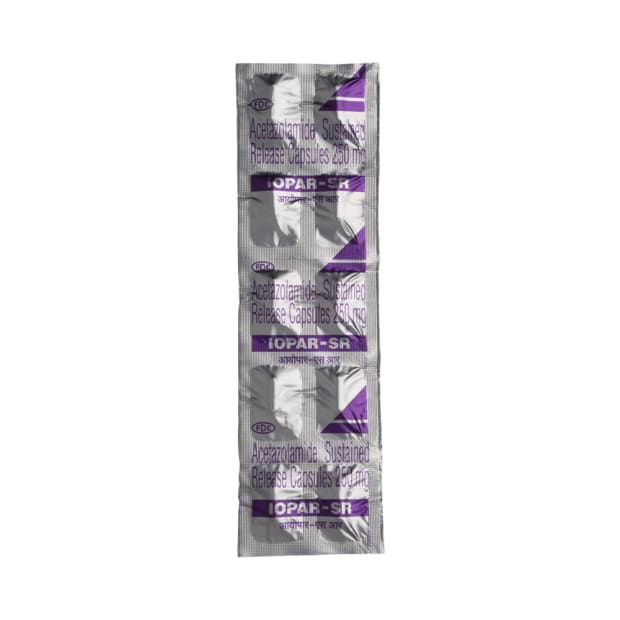 FDC
Acetazolamide Sustained
Release Capsules 250 mg
IOPAR-SR
आयोपार-एस आर
FDC
Acetazolamide Sustained
Release Capsules 250 mg
IOPAR-SR
आयोपार-एस आर
FDC
Acetazolamide Sustained
Release Capsules 250 mg
IOPAR-SR
आयोपार-एस आर